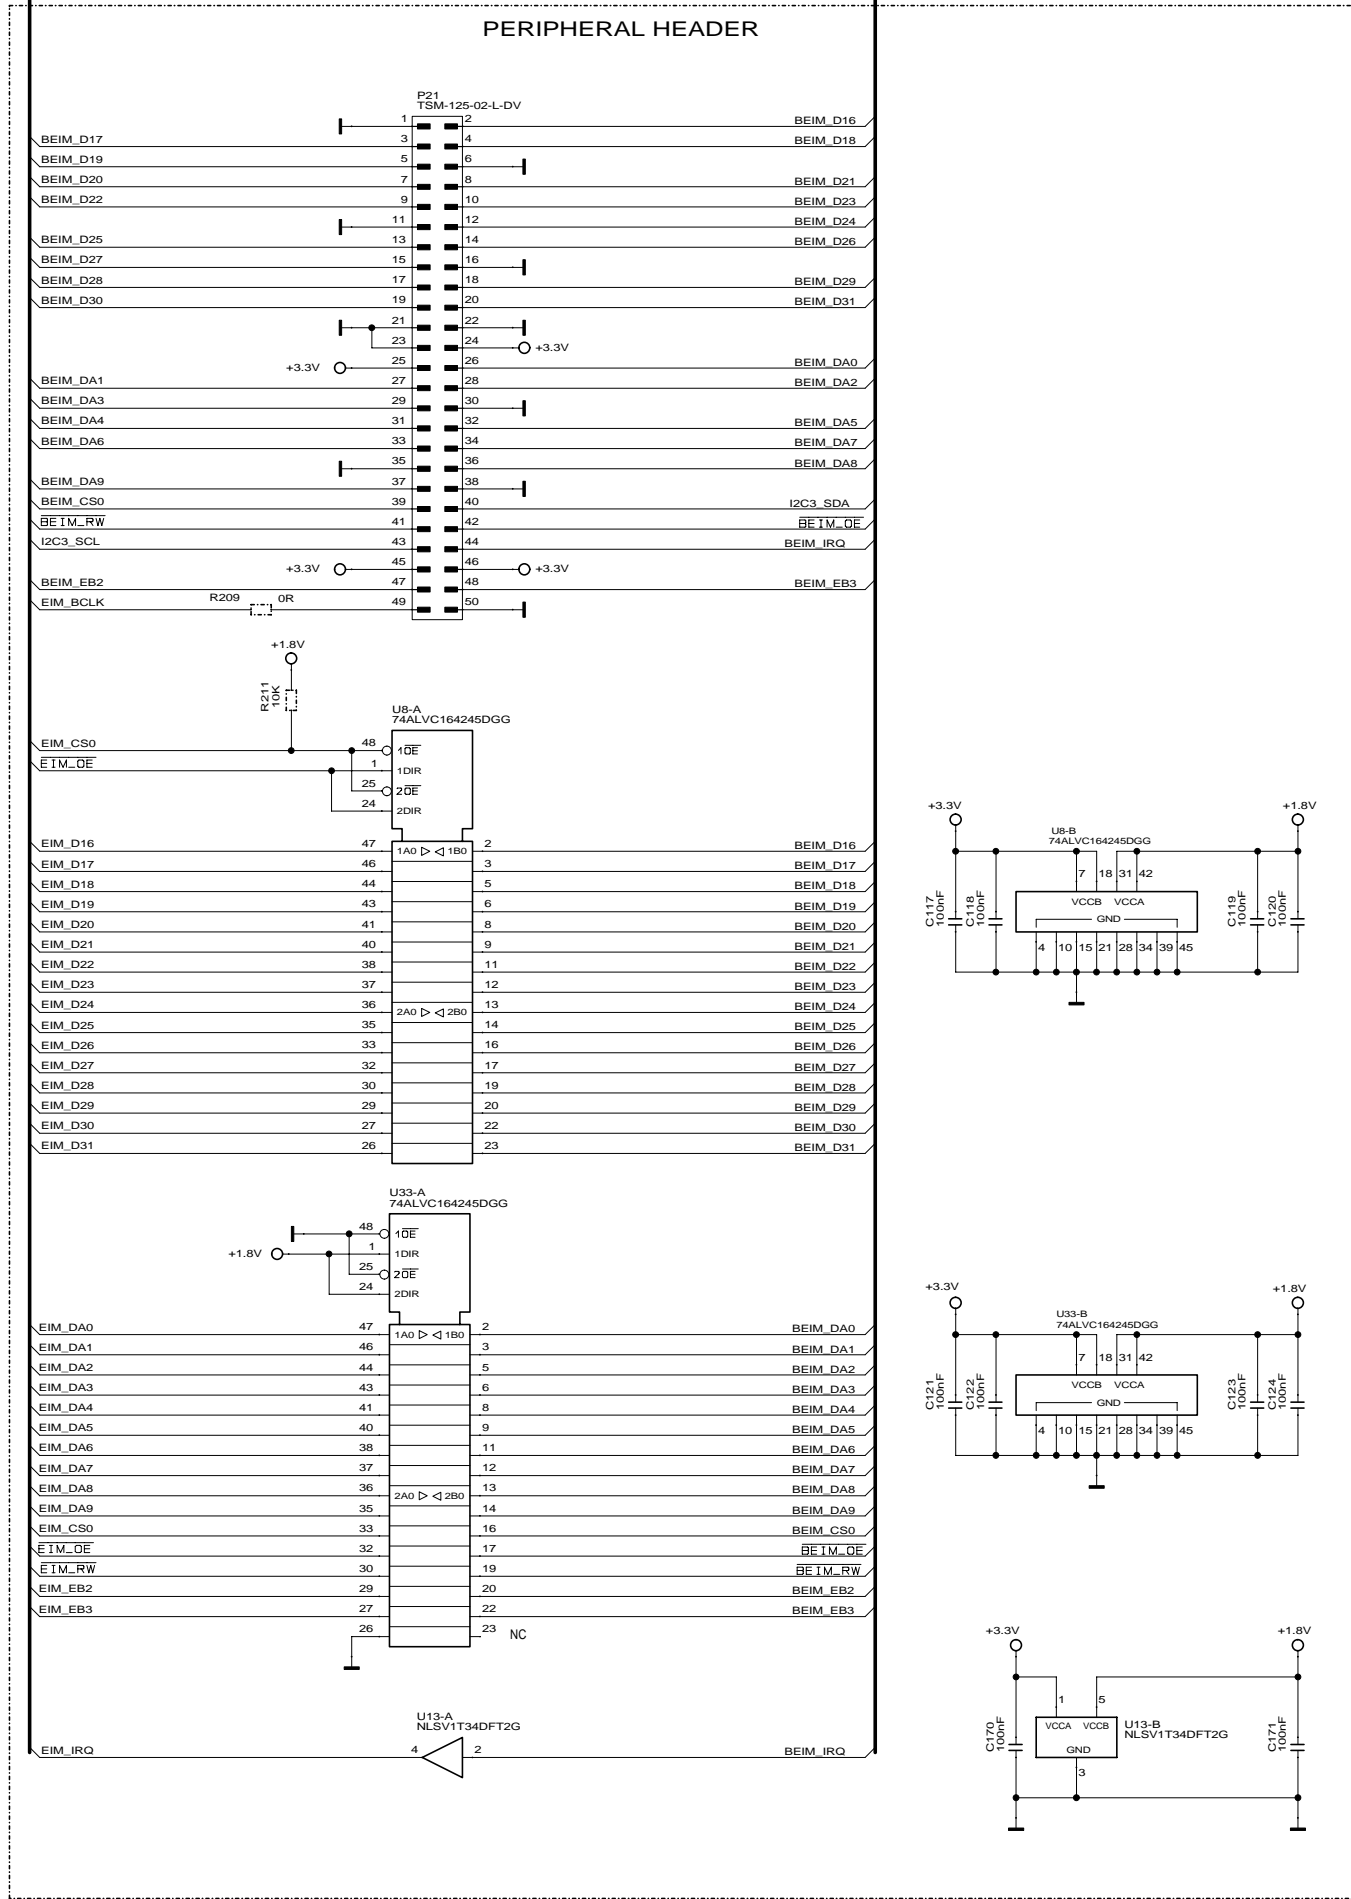 PERIPHERAL HEADER
P21
TSM-125-02-L-DV
1 2 BEIM_D16
BEIM_D17 3 4 BEIM_D18
BEIM_D19 5 6
BEIM_D20 7 8 BEIM_D21
BEIM_D22 9 10 BEIM_D23
11 12 BEIM_D24
BEIM_D25 13 14 BEIM_D26
BEIM_D27 15 16
BEIM_D28 17 18 BEIM_D29
BEIM_D30 19 20 BEIM_D31
21 22
23 24 +3.3V
+3.3V 25 26 BEIM_DA0
BEIM_DA1 27 28 BEIM_DA2
BEIM_DA3 29 30
BEIM_DA4 31 32 BEIM_DA5
BEIM_DA6 33 34 BEIM_DA7
35 36 BEIM_DA8
BEIM_DA9 37 38
BEIM_CS0 39 40 I2C3_SDA
BEIM_RW 41 42 BEIM_OE
I2C3_SCL 43 44 BEIM_IRQ
+3.3V 45 46 +3.3V
BEIM_EB2 47 48 BEIM_EB3
EIM_BCLK R209 0R 49 50
+1.8V
R211
10K
U8-A
74ALVC164245DGG
EIM_CS0 48 1OE
EIM_OE 1 1DIR
25 2OE
24 2DIR
EIM_D16 47 1A0 1B0 2 BEIM_D16
EIM_D17 46 3 BEIM_D17
EIM_D18 44 5 BEIM_D18
EIM_D19 43 6 BEIM_D19
EIM_D20 41 8 BEIM_D20
EIM_D21 40 9 BEIM_D21
EIM_D22 38 11 BEIM_D22
EIM_D23 37 12 BEIM_D23
EIM_D24 36 2A0 2B0 13 BEIM_D24
EIM_D25 35 14 BEIM_D25
EIM_D26 33 16 BEIM_D26
EIM_D27 32 17 BEIM_D27
EIM_D28 30 19 BEIM_D28
EIM_D29 29 20 BEIM_D29
EIM_D30 27 22 BEIM_D30
EIM_D31 26 23 BEIM_D31
+3.3V +1.8V
U8-B
74ALVC164245DGG
7 18 31 42
VCCB VCCA
GND
4 10 15 21 28 34 39 45
C117
100nF
C118
100nF
C119
100nF
C120
100nF
U33-A
74ALVC164245DGG
48 1OE
+1.8V 1 1DIR
25 2OE
24 2DIR
EIM_DA0 47 1A0 1B0 2 BEIM_DA0
EIM_DA1 46 3 BEIM_DA1
EIM_DA2 44 5 BEIM_DA2
EIM_DA3 43 6 BEIM_DA3
EIM_DA4 41 8 BEIM_DA4
EIM_DA5 40 9 BEIM_DA5
EIM_DA6 38 11 BEIM_DA6
EIM_DA7 37 12 BEIM_DA7
EIM_DA8 36 2A0 2B0 13 BEIM_DA8
EIM_DA9 35 14 BEIM_DA9
EIM_CS0 33 16 BEIM_CS0
EIM_OE 32 17 BEIM_OE
EIM_RW 30 19 BEIM_RW
EIM_EB2 29 20 BEIM_EB2
EIM_EB3 27 22 BEIM_EB3
26 23 NC
+3.3V +1.8V
U33-B
74ALVC164245DGG
7 18 31 42
VCCB VCCA
GND
4 10 15 21 28 34 39 45
C121
100nF
C122
100nF
C123
100nF
C124
100nF
U13-A
NLSV1T34DFT2G
EIM_IRQ 4 2 BEIM_IRQ
+3.3V +1.8V
1 5
VCCA VCCB
GND
3
U13-B
NLSV1T34DFT2G
C170
100nF
C171
100nF